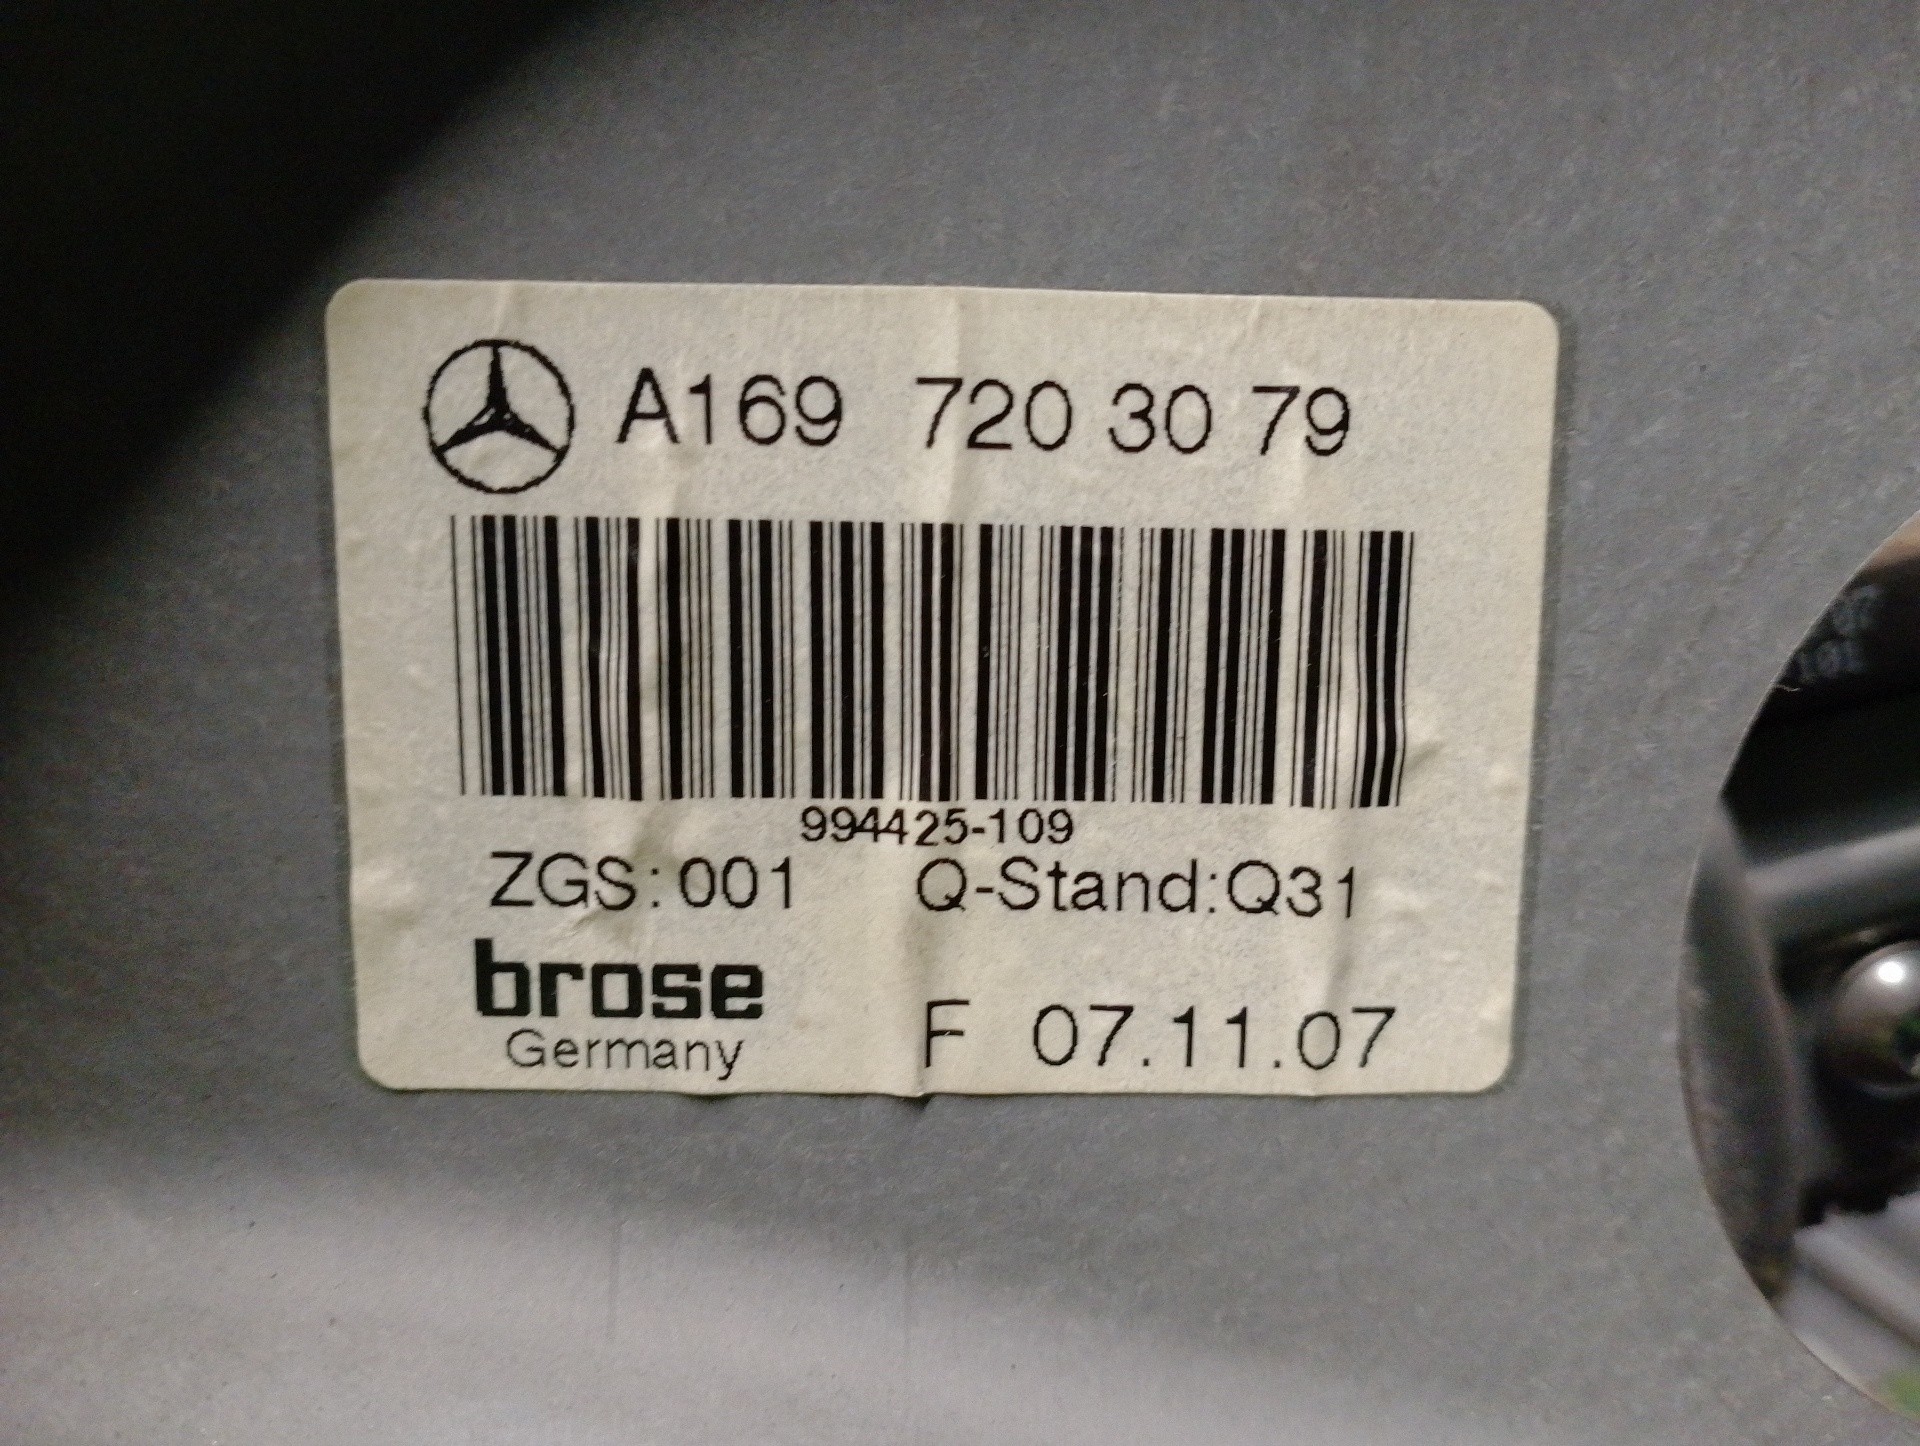 A169 720 30 79
994425-109
ZGS:001 Q-Stand:Q31
brose
Germany F 07.11.07